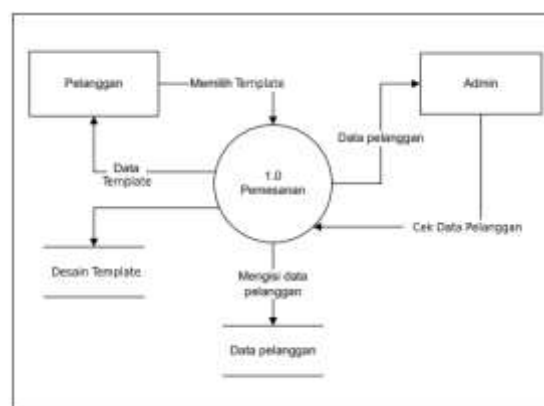 Pelanggan
Memilih Template
Admin
Data pelanggan
1.0
Pemesanan
Data
Template
Cek Data Pelanggan
Desain Template
Mengisi data
pelanggan
Data pelanggan